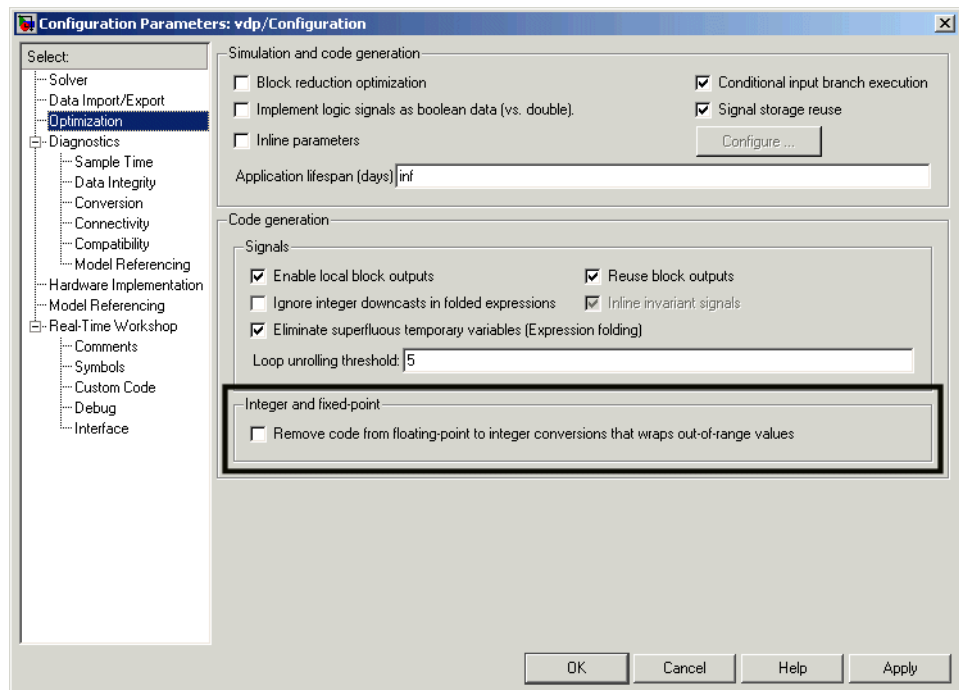 Configuration Parameters: vdp/Configuration
Select:
Solver
Data Import/Export
Optimization
Diagnostics
Sample Time
Data Integrity
Conversion
Connectivity
Compatibility
Model Referencing
Hardware Implementation
Model Referencing
Real-Time Workshop
Comments
Symbols
Custom Code
Debug
Interface
Simulation and code generation
Block reduction optimization
Conditional input branch execution
Implement logic signals as boolean data (vs. double).
Signal storage reuse
Inline parameters
Configure ...
Application lifespan (days) inf
Code generation
Signals
Enable local block outputs
Reuse block outputs
Ignore integer downcasts in folded expressions
Inline invariant signals
Eliminate superfluous temporary variables (Expression folding)
Loop unrolling threshold: 5
Integer and fixed-point
Remove code from floating-point to integer conversions that wraps out-of-range values
OK
Cancel
Help
Apply